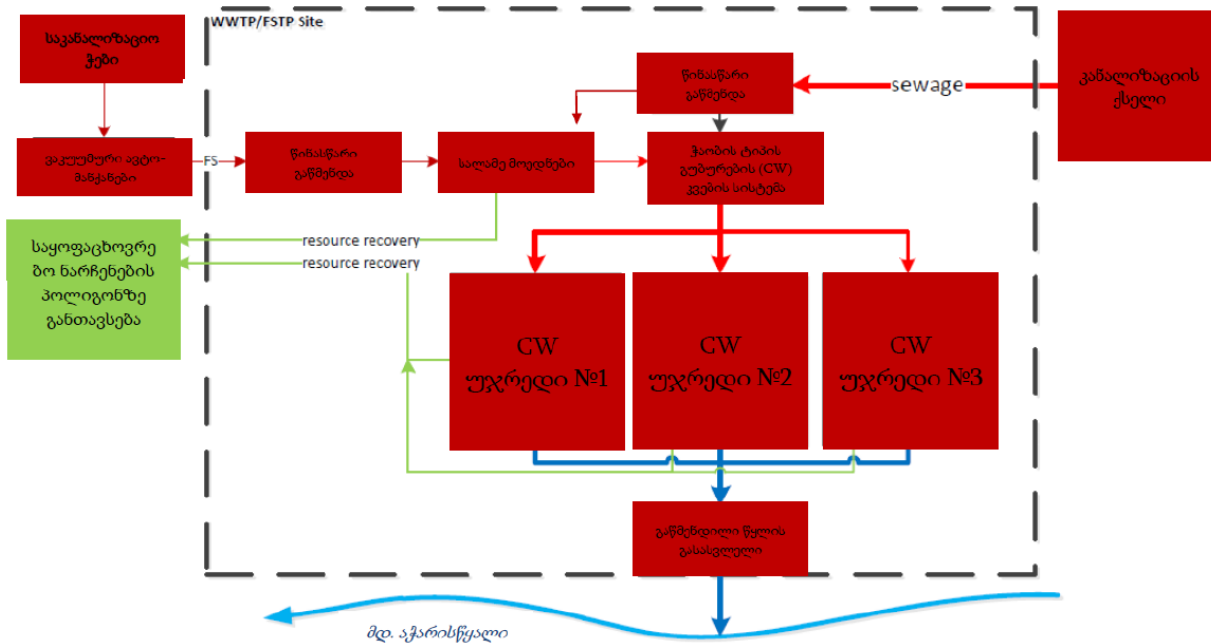 WWTP/FSTP Site
საკანალიზაციო
ჭები
წინასწარი
გაწმენდა
sewage
კანალიზაციის
ქსელი
ვაკუუმური ავტო-
მანქანები
FS
წინასწარი
გაწმენდა
სალამე მოედნები
ჭაობის ტიპის
გუბურების (CW)
კვების სისტემა
საყოფაცხოვრე
ბო ნარჩენების
პოლიგონზე
განთავსება
resource recovery
resource recovery
CW
უჯრედი №1
CW
უჯრედი №2
CW
უჯრედი №3
გაწმენდილი წყლის
გასასვლელი
მდ. აჭარისწყალი